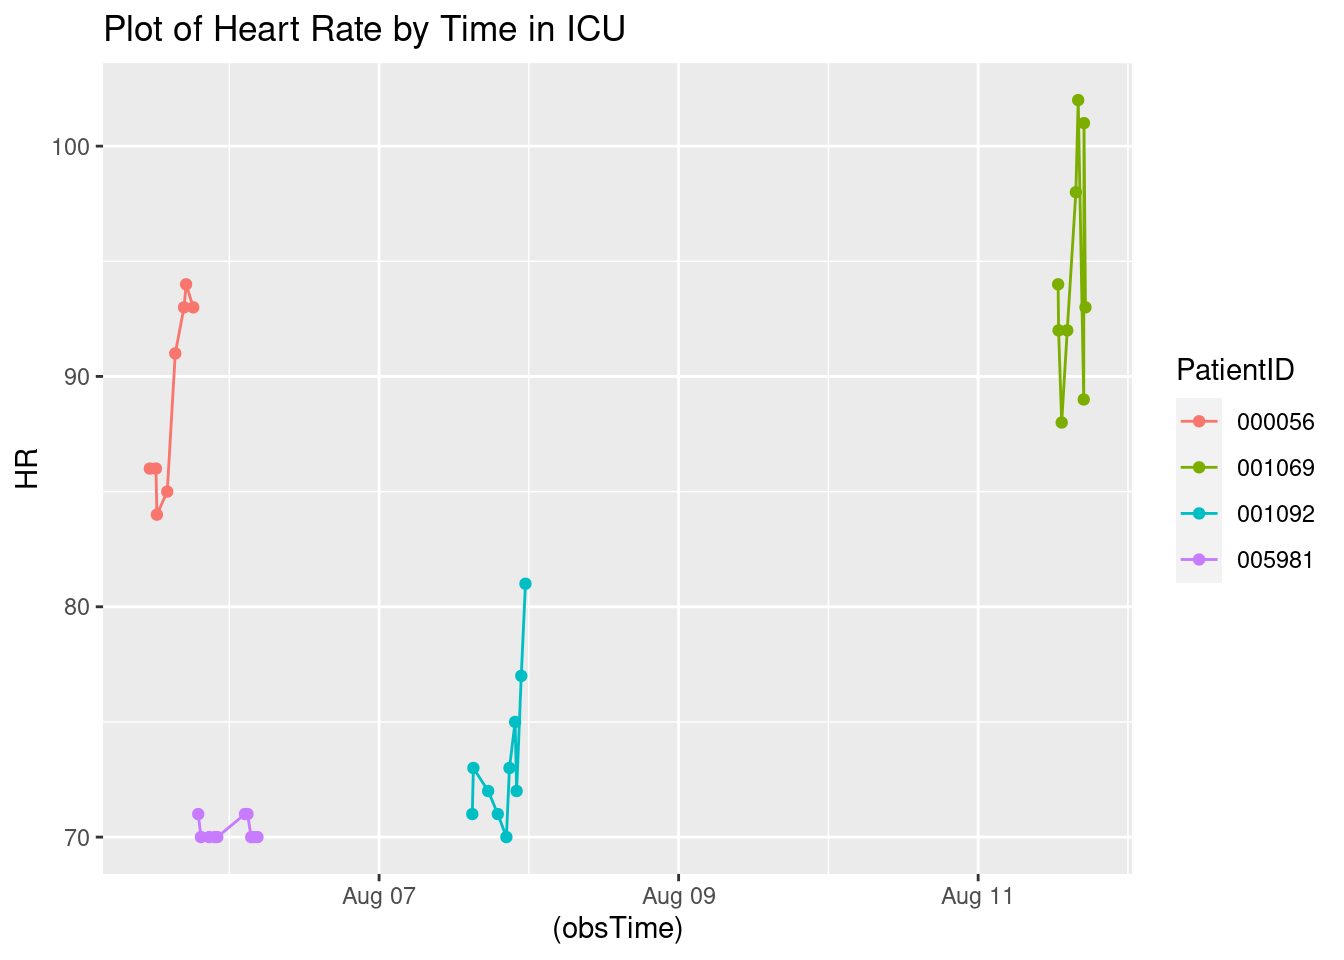 Plot of Heart Rate by Time in ICU
100
90
80
70
HR
Aug 07
Aug 09
Aug 11
(obsTime)
PatientID
000056
001069
001092
005981